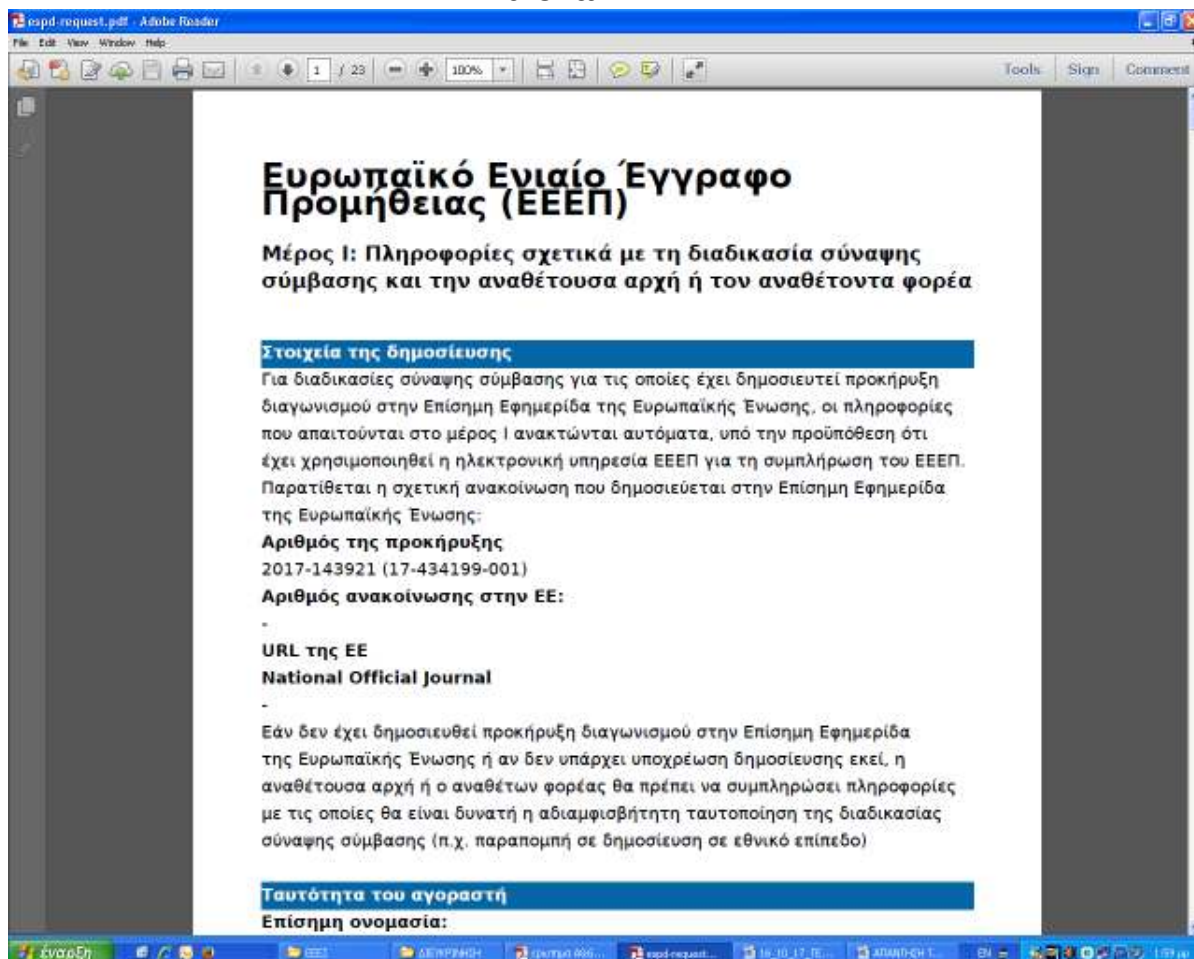 espd-request.pdf - Adobe Reader
File Edit View Window Help
1 / 23 100% Tools Sign Comment
Ευρωπαϊκό Ενιαίο Έγγραφο
Προμήθειας (ΕΕΕΠ)
Μέρος Ι: Πληροφορίες σχετικά με τη διαδικασία σύναψης
σύμβασης και την αναθέτουσα αρχή ή τον αναθέτοντα φορέα
Στοιχεία της δημοσίευσης
Για διαδικασίες σύναψης σύμβασης για τις οποίες έχει δημοσιευτεί προκήρυξη
διαγωνισμού στην Επίσημη Εφημερίδα της Ευρωπαϊκής Ένωσης, οι πληροφορίες
που απαιτούνται στο μέρος Ι ανακτώνται αυτόματα, υπό την προϋπόθεση ότι
έχει χρησιμοποιηθεί η ηλεκτρονική υπηρεσία ΕΕΕΠ για τη συμπλήρωση του ΕΕΕΠ.
Παρατίθεται η σχετική ανακοίνωση που δημοσιεύεται στην Επίσημη Εφημερίδα
της Ευρωπαϊκής Ένωσης:
Αριθμός της προκήρυξης
2017-143921 (17-434199-001)
Αριθμός ανακοίνωσης στην ΕΕ:
-
URL της ΕΕ
National Official Journal
-
Εάν δεν έχει δημοσιευθεί προκήρυξη διαγωνισμού στην Επίσημη Εφημερίδα
της Ευρωπαϊκής Ένωσης ή αν δεν υπάρχει υποχρέωση δημοσίευσης εκεί, η
αναθέτουσα αρχή ή ο αναθέτων φορέας θα πρέπει να συμπληρώσει πληροφορίες
με τις οποίες θα είναι δυνατή η αδιαμφισβήτητη ταυτοποίηση της διαδικασίας
σύναψης σύμβασης (π.χ. παραπομπή σε δημοσίευση σε εθνικό επίπεδο)
Ταυτότητα του αγοραστή
Επίσημη ονομασία:
έναρξη espd-request... EN 1:59 μμ